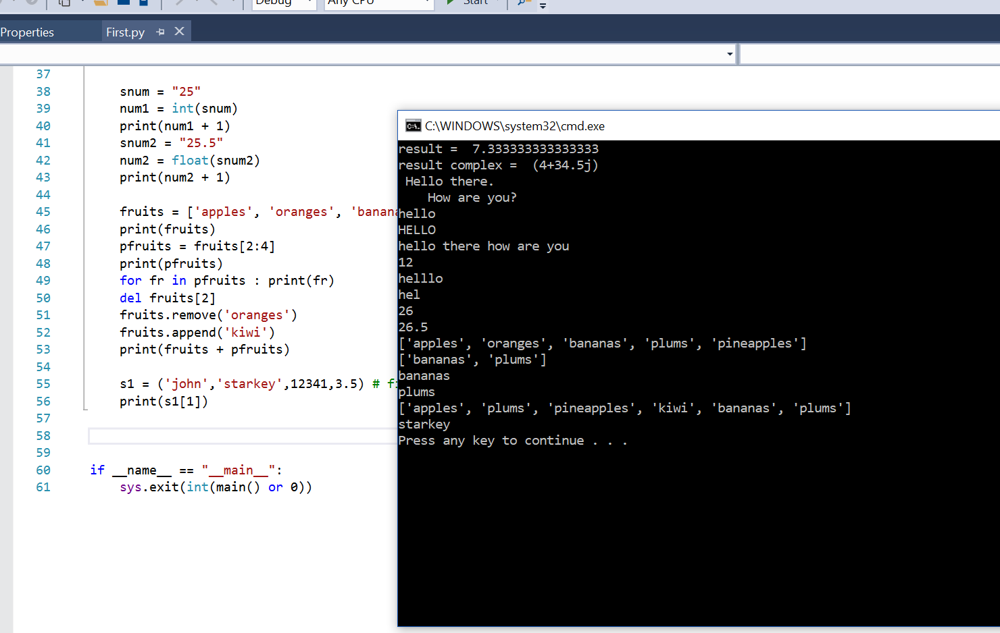 Debug Any CPU Start
Properties First.py
37
38 snum = "25"
39 num1 = int(snum)
40 print(num1 + 1)
41 snum2 = "25.5"
42 num2 = float(snum2)
43 print(num2 + 1)
44
45 fruits = ['apples', 'oranges', 'banana
46 print(fruits)
47 pfruits = fruits[2:4]
48 print(pfruits)
49 for fr in pfruits : print(fr)
50 del fruits[2]
51 fruits.remove('oranges')
52 fruits.append('kiwi')
53 print(fruits + pfruits)
54
55 s1 = ('john','starkey',12341,3.5) # f
56 print(s1[1])
57
58
59
60 if __name__ == "__main__":
61 sys.exit(int(main() or 0))
C:\WINDOWS\system32\cmd.exe
result =  7.333333333333333
result complex =  (4+34.5j)
 Hello there.
    How are you?
hello
HELLO
hello there how are you
12
helllo
hel
26
26.5
['apples', 'oranges', 'bananas', 'plums', 'pineapples']
['bananas', 'plums']
bananas
plums
['apples', 'plums', 'pineapples', 'kiwi', 'bananas', 'plums']
starkey
Press any key to continue . . .